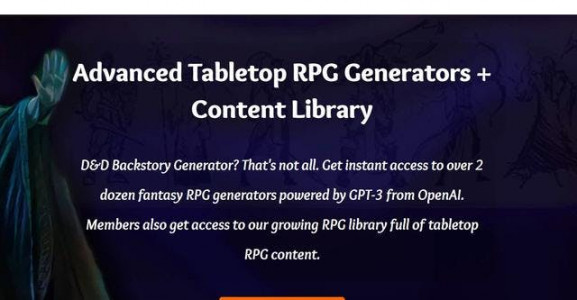 Advanced Tabletop RPG Generators +
Content Library
D&D Backstory Generator? That's not all. Get instant access to over 2
dozen fantasy RPG generators powered by GPT-3 from OpenAI.
Members also get access to our growing RPG library full of tabletop
RPG content.